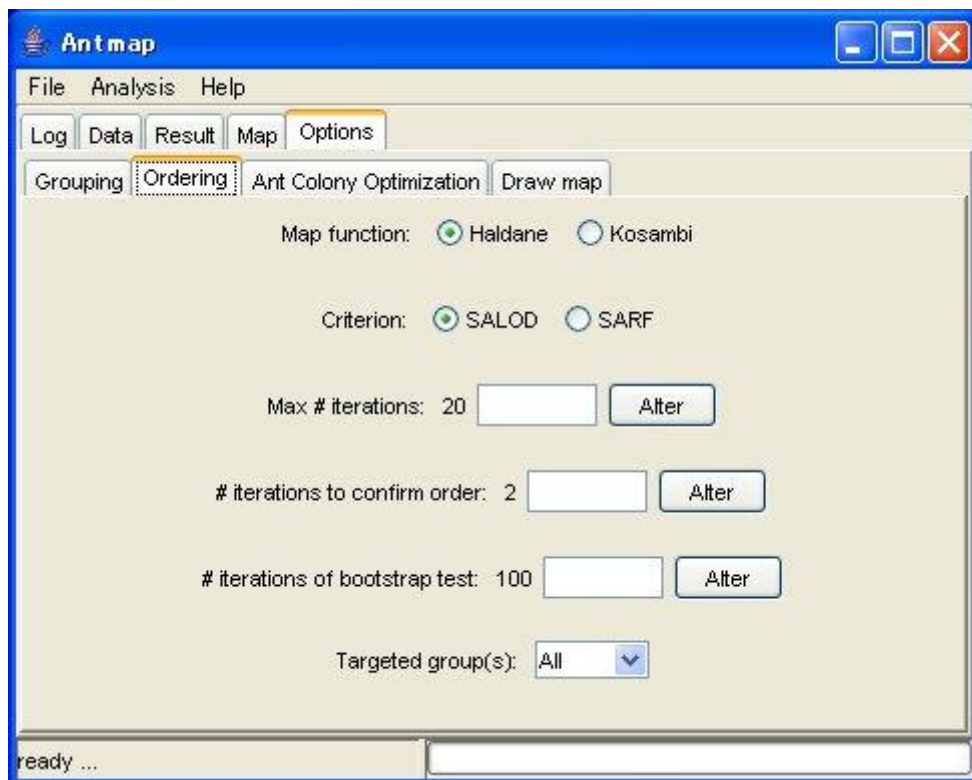 Antmap
File Analysis Help
Log Data Result Map Options
Grouping Ordering Ant Colony Optimization Draw map
Map function: Haldane Kosambi
Criterion: SALOD SARF
Max # iterations: 20 Alter
# iterations to confirm order: 2 Alter
# iterations of bootstrap test: 100 Alter
Targeted group(s): All
ready ...